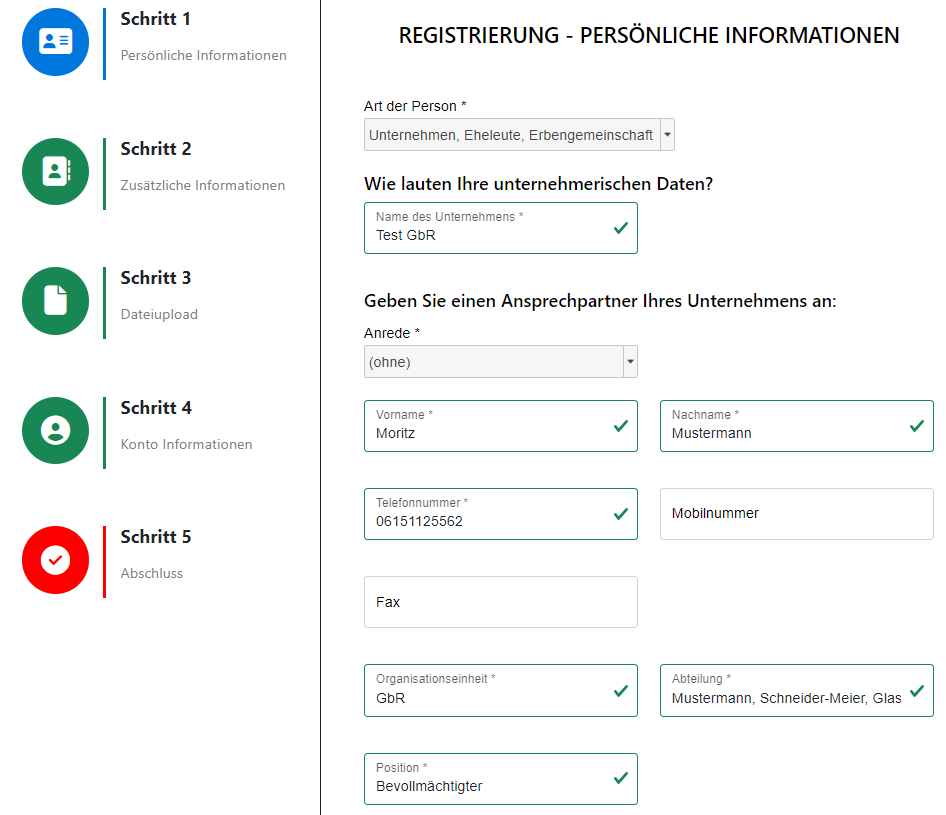 Schritt 1
Persönliche Informationen
Schritt 2
Zusätzliche Informationen
Schritt 3
Dateiupload
Schritt 4
Konto Informationen
Schritt 5
Abschluss
REGISTRIERUNG - PERSÖNLICHE INFORMATIONEN
Art der Person *
Unternehmen, Eheleute, Erbengemeinschaft
Wie lauten Ihre unternehmerischen Daten?
Name des Unternehmens *
Test GbR
Geben Sie einen Ansprechpartner Ihres Unternehmens an:
Anrede *
(ohne)
Vorname *
Moritz
Nachname *
Mustermann
Telefonnummer *
06151125562
Mobilnummer
Fax
Organisationseinheit *
GbR
Abteilung *
Mustermann, Schneider-Meier, Glas
Position *
Bevollmächtigter